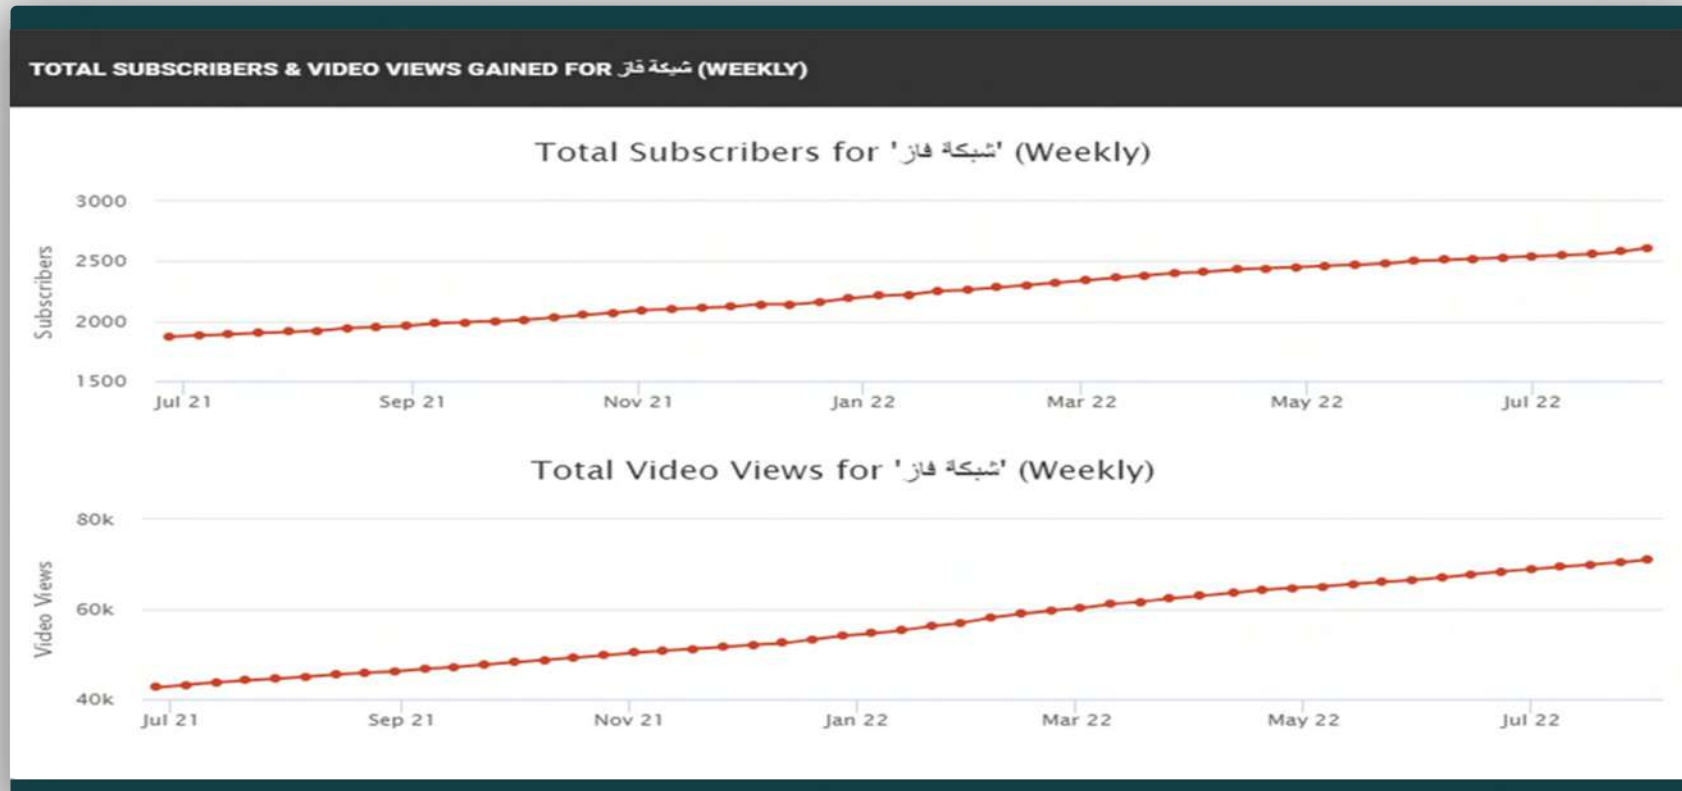 TOTAL SUBSCRIBERS & VIDEO VIEWS GAINED FOR شبكة فاز (WEEKLY)
Total Subscribers for 'شبكة فاز' (Weekly)
3000
2500
2000
1500
Subscribers
Jul 21 Sep 21 Nov 21 Jan 22 Mar 22 May 22 Jul 22
Total Video Views for 'شبكة فاز' (Weekly)
80k
60k
40k
Video Views
Jul 21 Sep 21 Nov 21 Jan 22 Mar 22 May 22 Jul 22